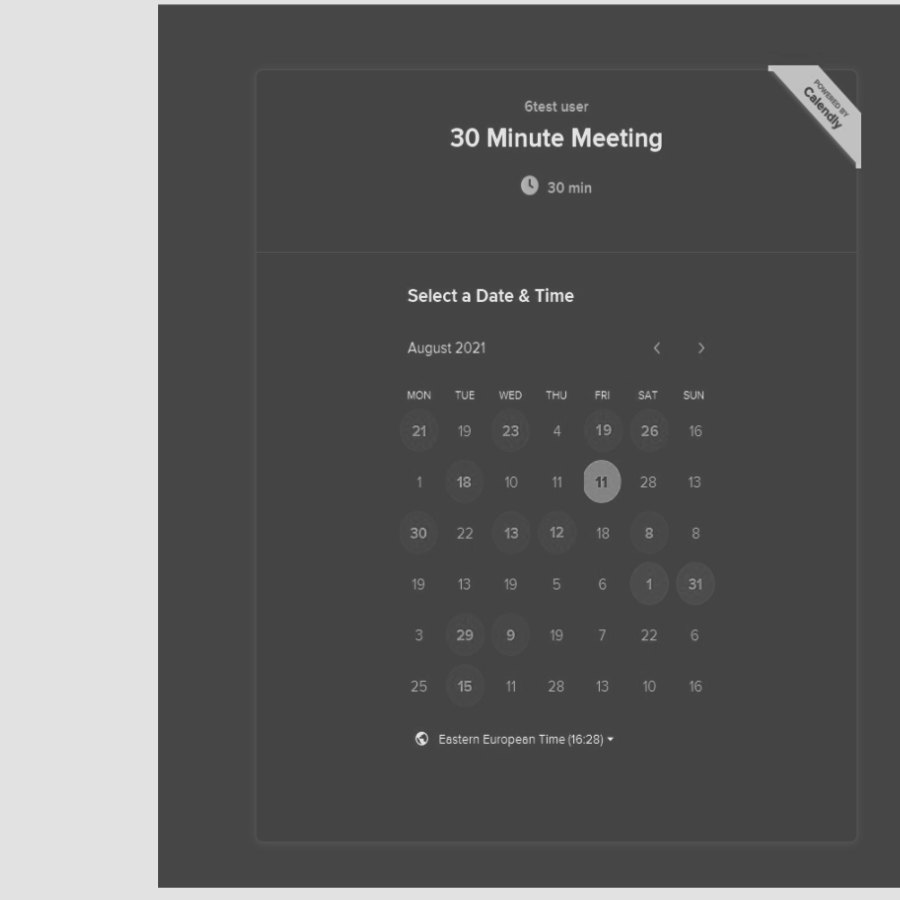 POWERED BY
Calendly
6test user
30 Minute Meeting
30 min
Select a Date & Time
August 2021
MON TUE WED THU FRI SAT SUN
21 19 23 4 19 26 16
1 18 10 11 11 28 13
30 22 13 12 18 8 8
19 13 19 5 6 1 31
3 29 9 19 7 22 6
25 15 11 28 13 10 16
Eastern European Time (16:28)